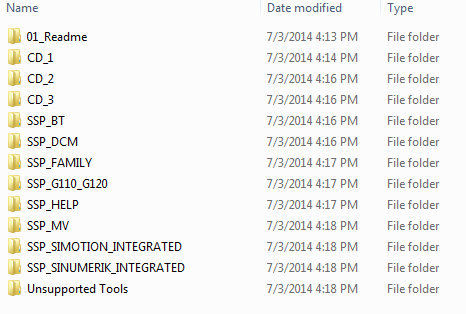 Name Date modified Type
01_Readme 7/3/2014 4:13 PM File folder
CD_1 7/3/2014 4:14 PM File folder
CD_2 7/3/2014 4:16 PM File folder
CD_3 7/3/2014 4:16 PM File folder
SSP_BT 7/3/2014 4:16 PM File folder
SSP_DCM 7/3/2014 4:16 PM File folder
SSP_FAMILY 7/3/2014 4:17 PM File folder
SSP_G110_G120 7/3/2014 4:17 PM File folder
SSP_HELP 7/3/2014 4:17 PM File folder
SSP_MV 7/3/2014 4:18 PM File folder
SSP_SIMOTION_INTEGRATED 7/3/2014 4:18 PM File folder
SSP_SINUMERIK_INTEGRATED 7/3/2014 4:18 PM File folder
Unsupported Tools 7/3/2014 4:18 PM File folder